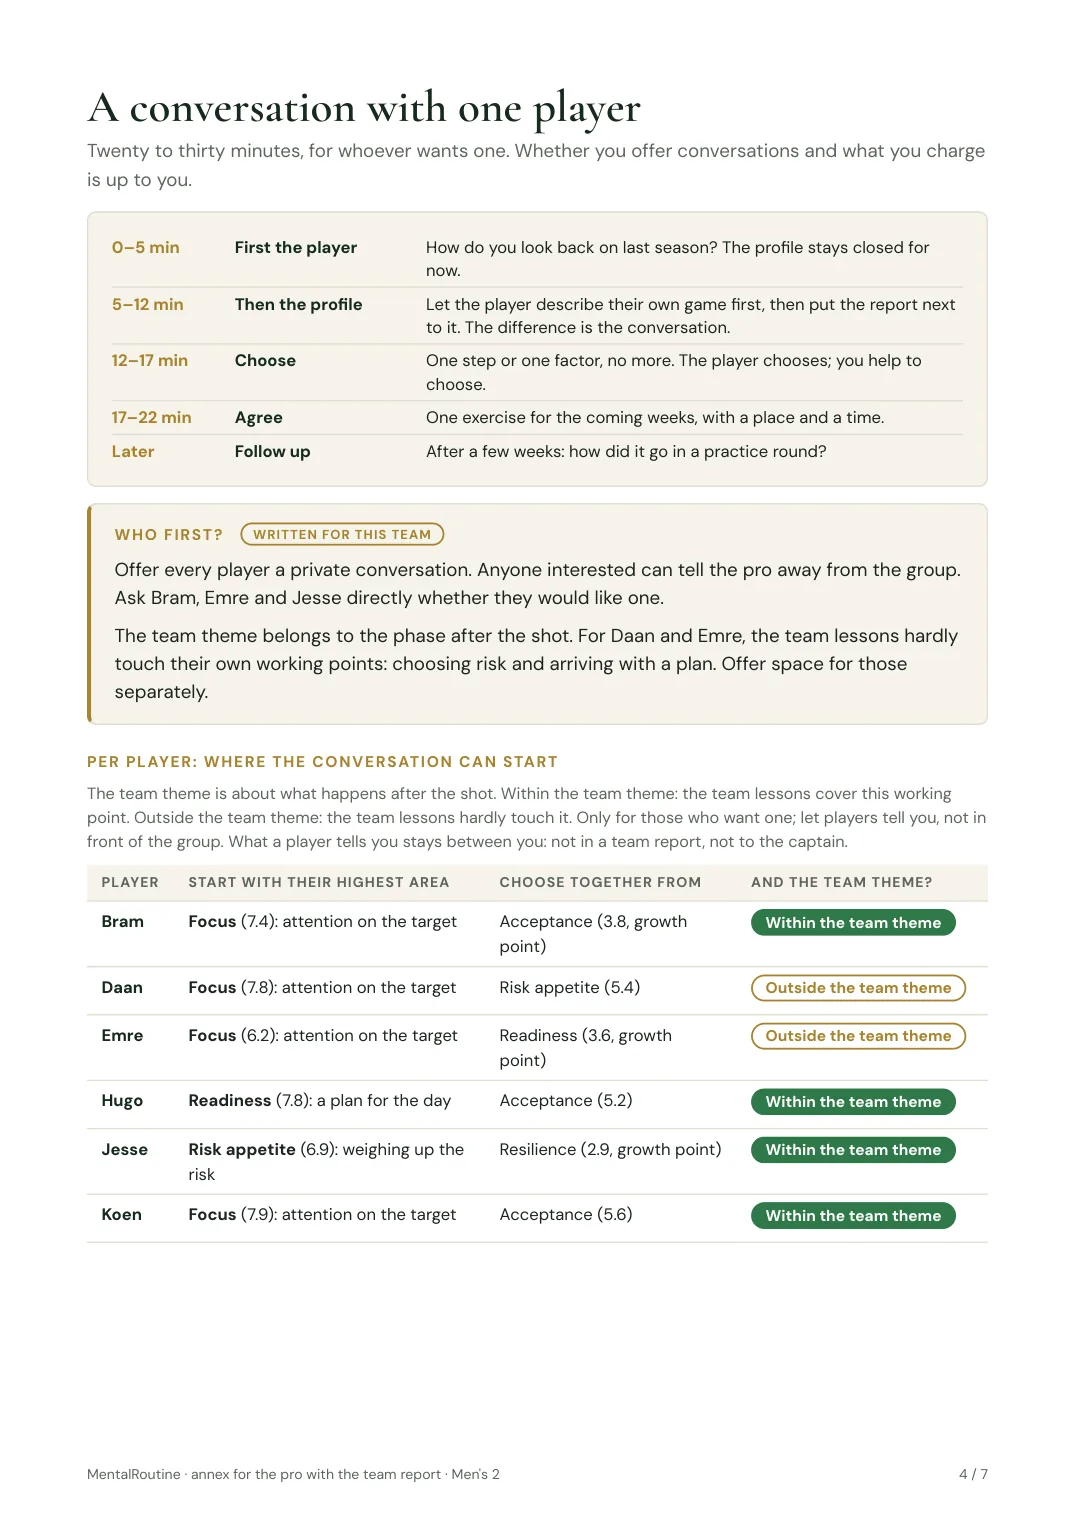 A conversation with one player
Twenty to thirty minutes, for whoever wants one. Whether you offer conversations and what you charge
is up to you.
0–5 min First the player How do you look back on last season? The profile stays closed for
now.
5–12 min Then the profile Let the player describe their own game first, then put the report next
to it. The difference is the conversation.
12–17 min Choose One step or one factor, no more. The player chooses; you help to
choose.
17–22 min Agree One exercise for the coming weeks, with a place and a time.
Later Follow up After a few weeks: how did it go in a practice round?
WHO FIRST? WRITTEN FOR THIS TEAM
Offer every player a private conversation. Anyone interested can tell the pro away from the group.
Ask Bram, Emre and Jesse directly whether they would like one.
The team theme belongs to the phase after the shot. For Daan and Emre, the team lessons hardly
touch their own working points: choosing risk and arriving with a plan. Offer space for those
separately.
PER PLAYER: WHERE THE CONVERSATION CAN START
The team theme is about what happens after the shot. Within the team theme: the team lessons cover this working
point. Outside the team theme: the team lessons hardly touch it. Only for those who want one; let players tell you, not in
front of the group. What a player tells you stays between you: not in a team report, not to the captain.
PLAYER START WITH THEIR HIGHEST AREA CHOOSE TOGETHER FROM AND THE TEAM THEME?
Bram Focus (7.4): attention on the target Acceptance (3.8, growth Within the team theme
point)
Daan Focus (7.8): attention on the target Risk appetite (5.4) Outside the team theme
Emre Focus (6.2): attention on the target Readiness (3.6, growth Outside the team theme
point)
Hugo Readiness (7.8): a plan for the day Acceptance (5.2) Within the team theme
Jesse Risk appetite (6.9): weighing up the Resilience (2.9, growth point) Within the team theme
risk
Koen Focus (7.9): attention on the target Acceptance (5.6) Within the team theme
MentalRoutine · annex for the pro with the team report · Men's 2 4 / 7